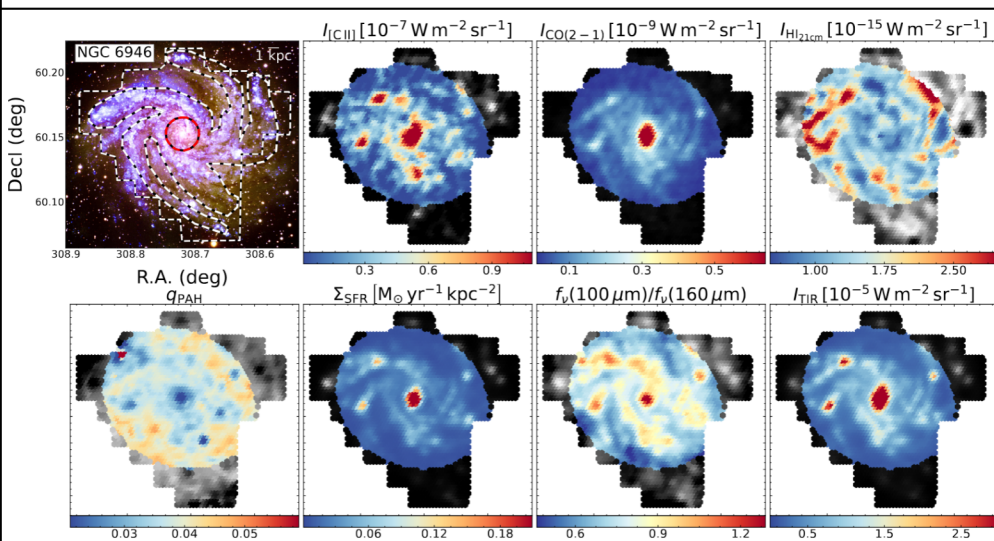 I[C II] [10−7 W m−2 sr−1]
ICO(2−1) [10−9 W m−2 sr−1]
IHI21cm [10−15 W m−2 sr−1]
NGC 6946
1 kpc
Decl (deg)
60.20
60.15
60.10
308.9 308.8 308.7 308.6
R.A. (deg)
0.3 0.6 0.9
0.1 0.3 0.5
1.00 1.75 2.50
qPAH
ΣSFR [M⊙ yr−1 kpc−2]
fν(100 μm)/fν(160 μm)
ITIR [10−5 W m−2 sr−1]
0.03 0.04 0.05
0.06 0.12 0.18
0.6 0.9 1.2
0.5 1.5 2.5